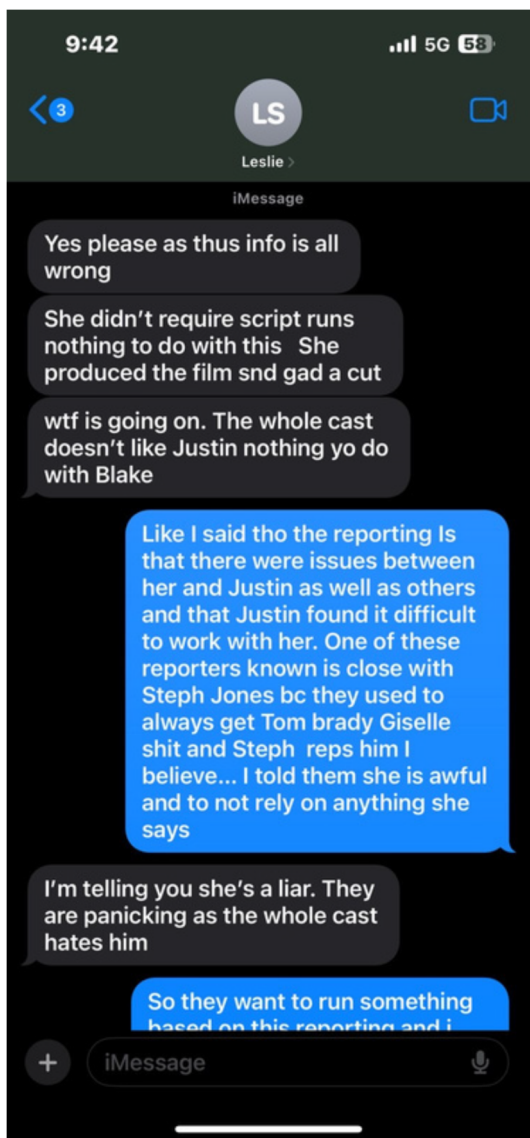 9:42
5G 58
3
LS
Leslie
iMessage
Yes please as thus info is all
wrong
She didn't require script runs
nothing to do with this She
produced the film snd gad a cut
wtf is going on. The whole cast
doesn't like Justin nothing yo do
with Blake
Like I said tho the reporting Is
that there were issues between
her and Justin as well as others
and that Justin found it difficult
to work with her. One of these
reporters known is close with
Steph Jones bc they used to
always get Tom brady Giselle
shit and Steph reps him I
believe... I told them she is awful
and to not rely on anything she
says
I'm telling you she's a liar. They
are panicking as the whole cast
hates him
So they want to run something
based on this reporting and i
iMessage